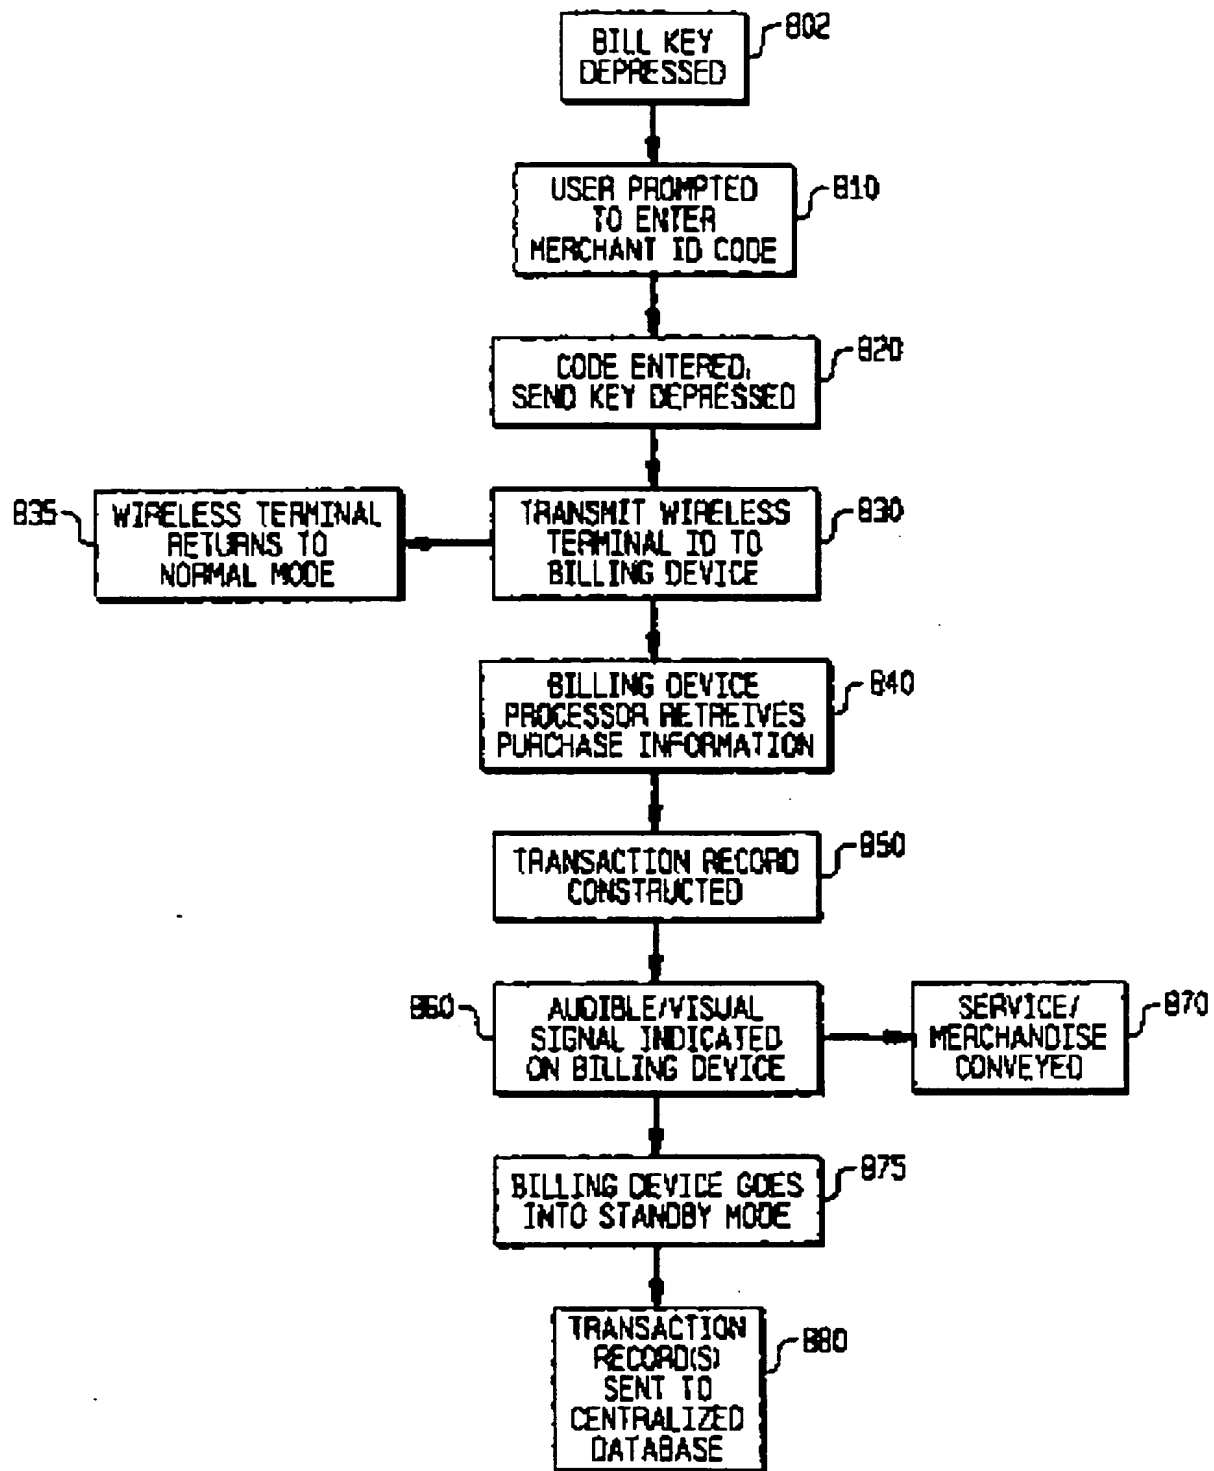 BILL KEY
DEPRESSED
802
USER PROMPTED
TO ENTER
MERCHANT ID CODE
810
CODE ENTERED,
SEND KEY DEPRESSED
820
835
WIRELESS TERMINAL
RETURNS TO
NORMAL MODE
TRANSMIT WIRELESS
TERMINAL ID TO
BILLING DEVICE
830
BILLING DEVICE
PROCESSOR RETREIVES
PURCHASE INFORMATION
840
TRANSACTION RECORD
CONSTRUCTED
850
860
AUDIBLE/VISUAL
SIGNAL INDICATED
ON BILLING DEVICE
SERVICE/
MERCHANDISE
CONVEYED
870
BILLING DEVICE GOES
INTO STANDBY MODE
875
TRANSACTION
RECORD(S)
SENT TO
CENTRALIZED
DATABASE
880